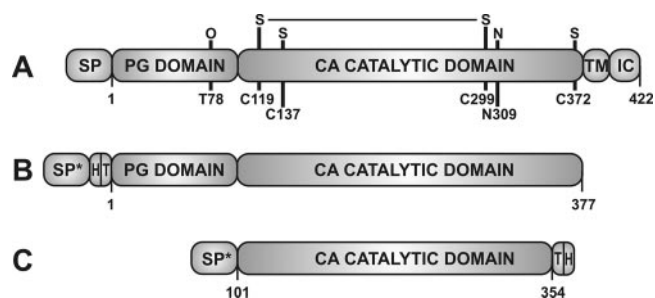 O S S S N S
A SP PG DOMAIN CA CATALYTIC DOMAIN TM IC
1 T78 C119 C137 C299 N309 C372 422
B SP* H T PG DOMAIN CA CATALYTIC DOMAIN
1 377
C SP* CA CATALYTIC DOMAIN T H
101 354